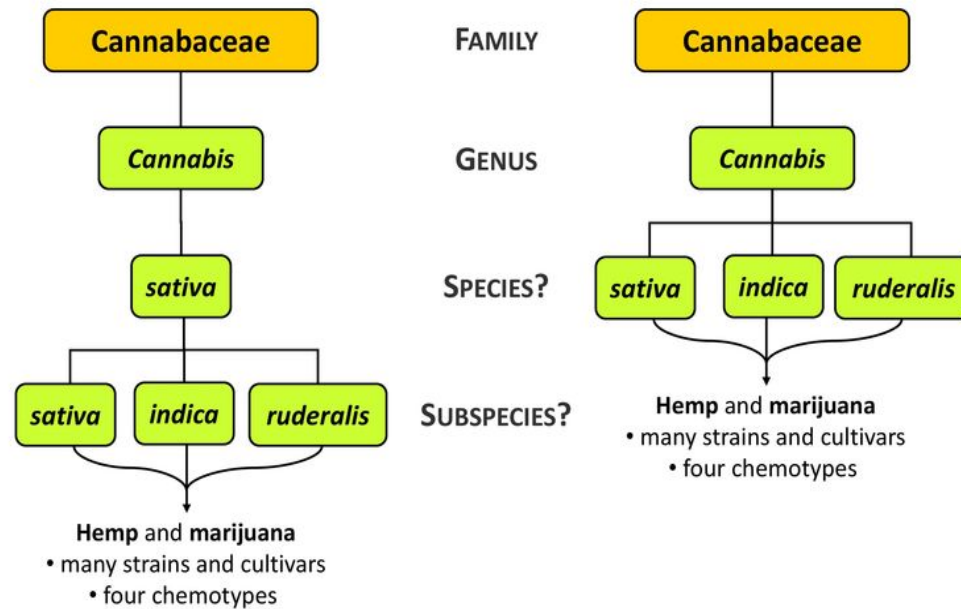 Cannabaceae FAMILY Cannabaceae
Cannabis GENUS Cannabis
sativa SPECIES? sativa indica ruderalis
sativa indica ruderalis SUBSPECIES?
Hemp and marijuana
• many strains and cultivars
• four chemotypes
Hemp and marijuana
• many strains and cultivars
• four chemotypes